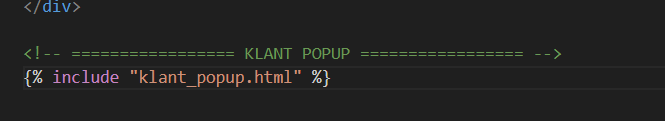 </div>
<!-- ================= KLANT POPUP ================= -->
{% include "klant_popup.html" %}